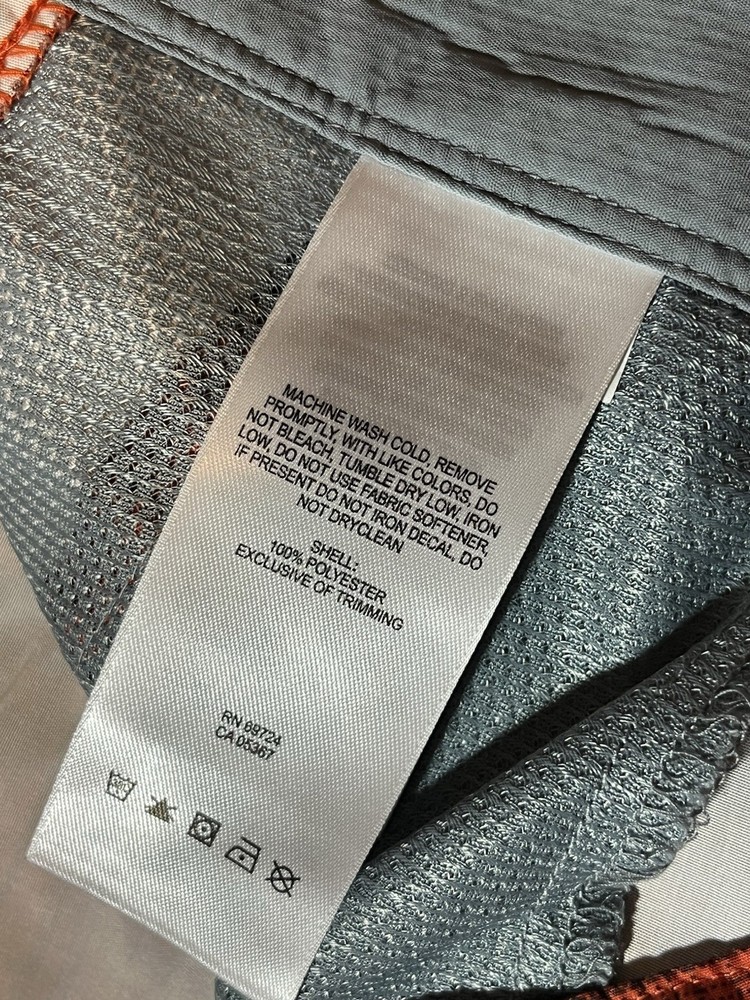 MACHINE WASH COLD, REMOVE
PROMPTLY, WITH LIKE COLORS, DO
NOT BLEACH, TUMBLE DRY LOW, IRON
LOW, DO NOT USE FABRIC SOFTENER,
IF PRESENT DO NOT IRON DECAL, DO
NOT DRYCLEAN
SHELL:
100% POLYESTER
EXCLUSIVE OF TRIMMING
RN 69724
CA 05367